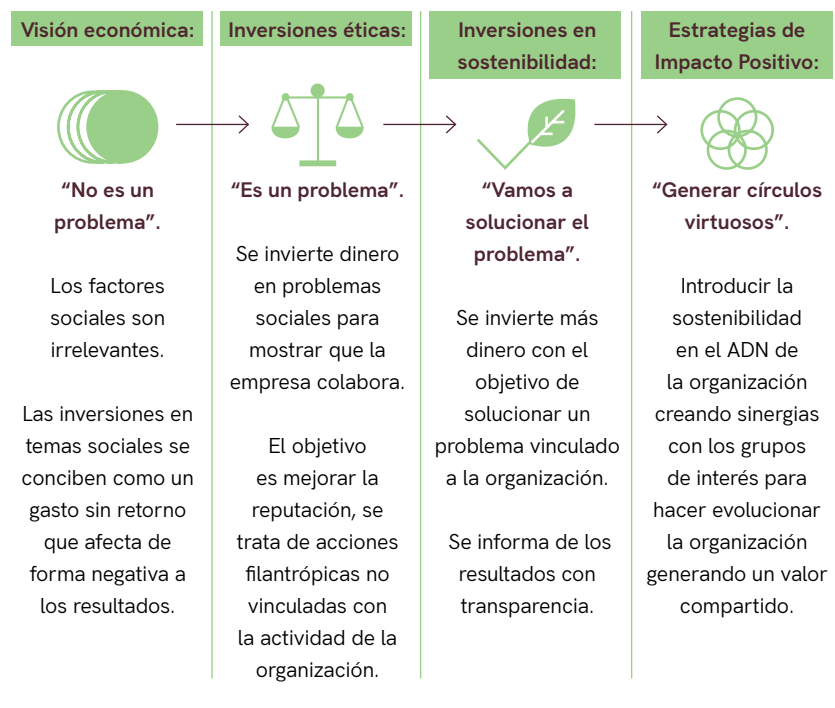 Visión económica:
“No es un
problema”.
Los factores
sociales son
irrelevantes.
Las inversiones en
temas sociales se
conciben como un
gasto sin retorno
que afecta de
forma negativa a
los resultados.
Inversiones éticas:
“Es un problema”.
Se invierte dinero
en problemas
sociales para
mostrar que la
empresa colabora.
El objetivo
es mejorar la
reputación, se
trata de acciones
filantrópicas no
vinculadas con
la actividad de la
organización.
Inversiones en
sostenibilidad:
“Vamos a
solucionar el
problema”.
Se invierte más
dinero con el
objetivo de
solucionar un
problema vinculado
a la organización.
Se informa de los
resultados con
transparencia.
Estrategias de
Impacto Positivo:
“Generar círculos
virtuosos”.
Introducir la
sostenibilidad
en el ADN de
la organización
creando sinergias
con los grupos
de interés para
hacer evolucionar
la organización
generando un valor
compartido.